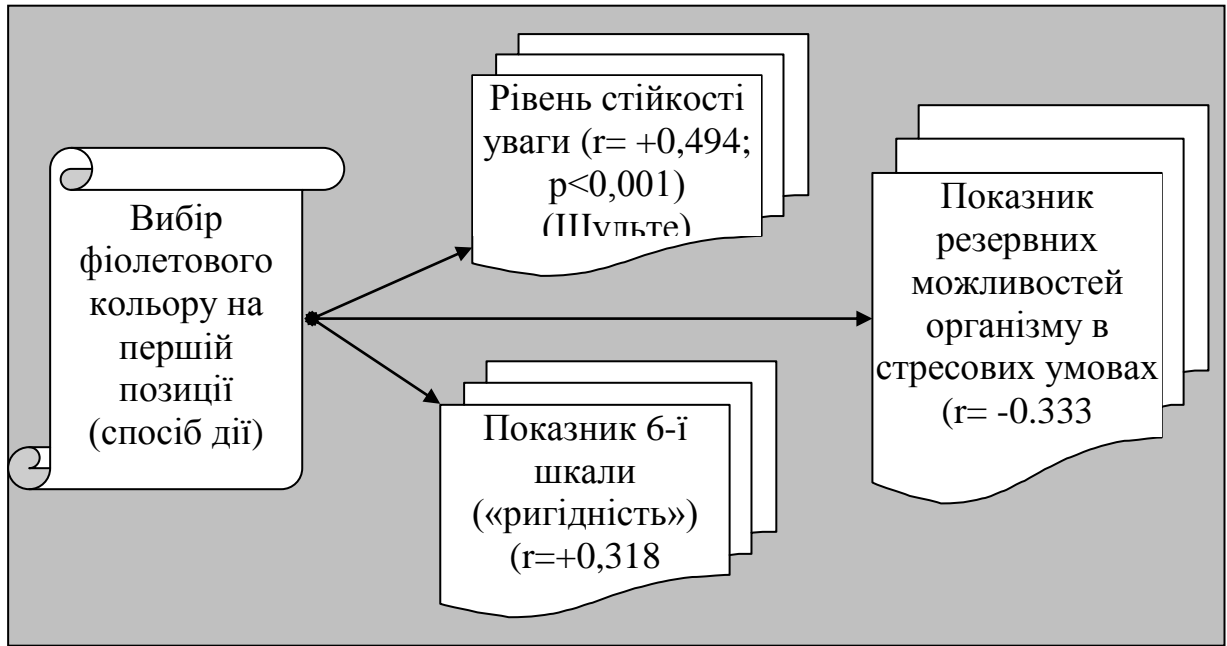 Вибір
фіолетового
кольору на
першій
позиції
(спосіб дії)
Рівень стійкості
уваги (r= +0,494;
p<0,001)
(Шульте)
Показник 6-ї
шкали
(«ригідність»)
(r=+0,318
Показник
резервних
можливостей
організму в
стресових умовах
(r= -0.333